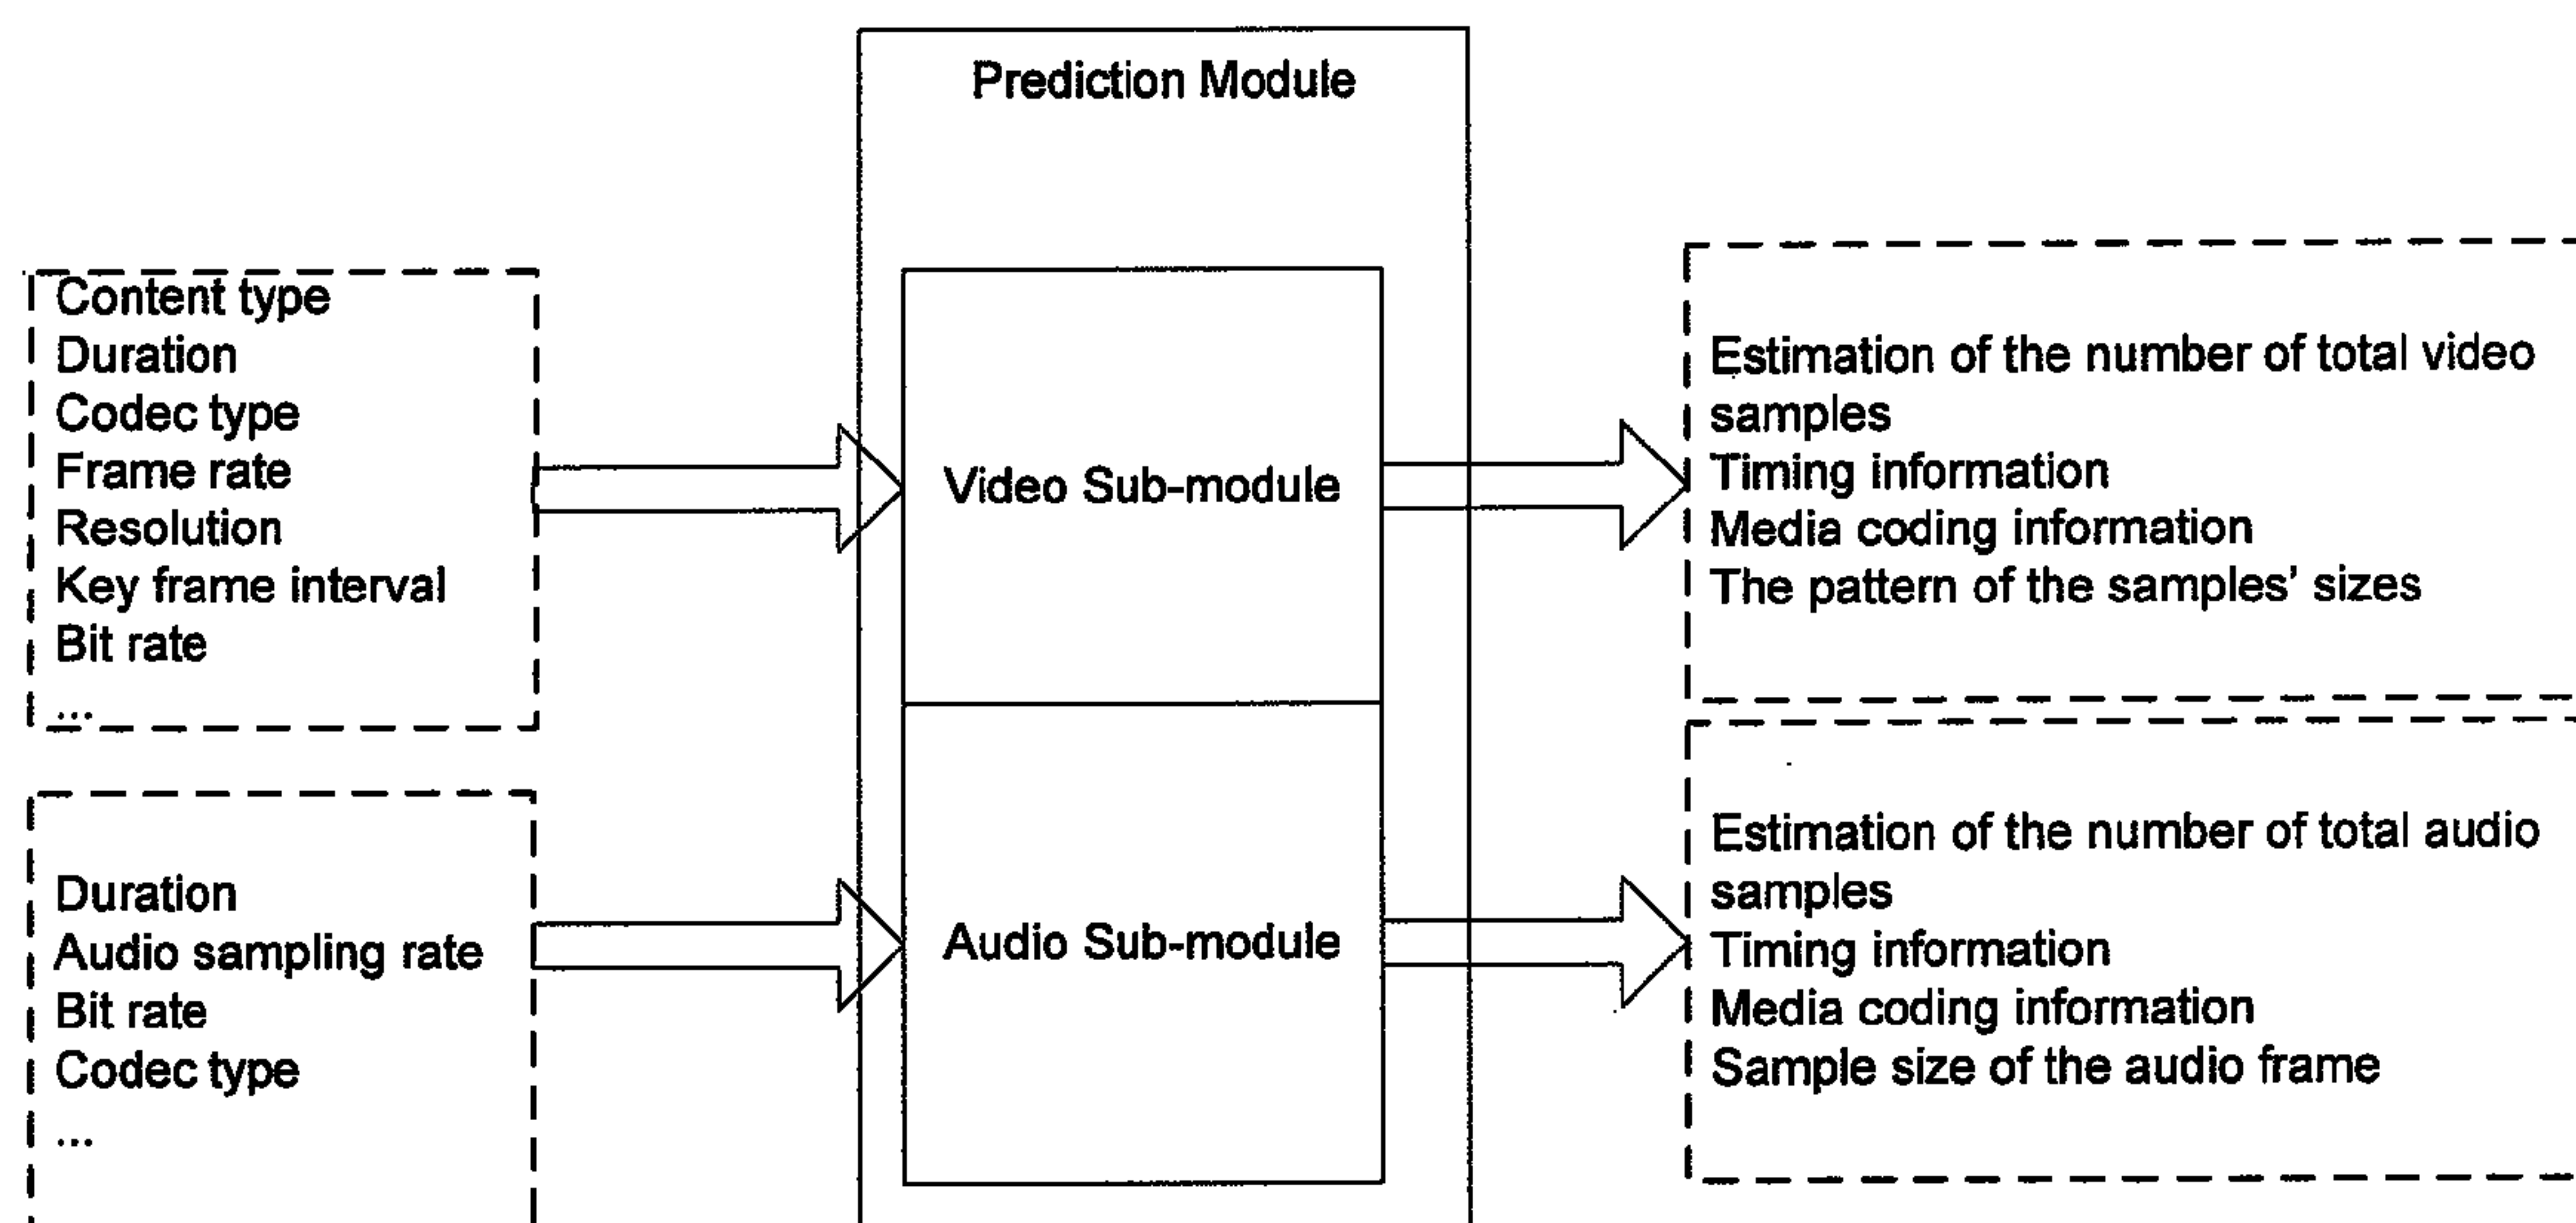 Prediction Module
Content type
Duration
Codec type
Frame rate
Resolution
Key frame interval
Bit rate
...
Video Sub-module
Estimation of the number of total video
samples
Timing information
Media coding information
The pattern of the samples' sizes
Duration
Audio sampling rate
Bit rate
Codec type
...
Audio Sub-module
Estimation of the number of total audio
samples
Timing information
Media coding information
Sample size of the audio frame